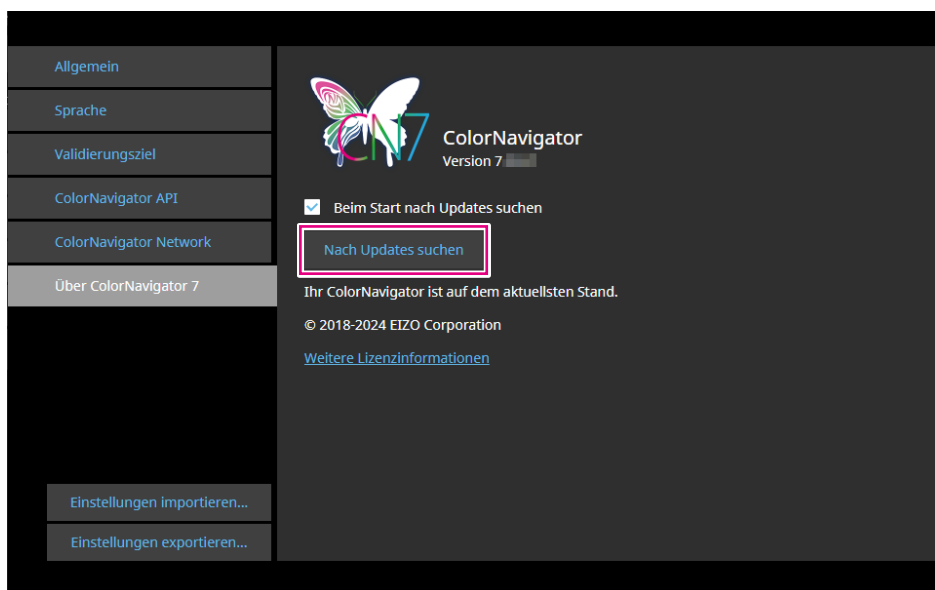 Allgemein
Sprache
Validierungsziel
ColorNavigator API
ColorNavigator Network
Über ColorNavigator 7
Einstellungen importieren...
Einstellungen exportieren...
CN7
ColorNavigator
Version 7
Beim Start nach Updates suchen
Nach Updates suchen
Ihr ColorNavigator ist auf dem aktuellsten Stand.
© 2018-2024 EIZO Corporation
Weitere Lizenzinformationen